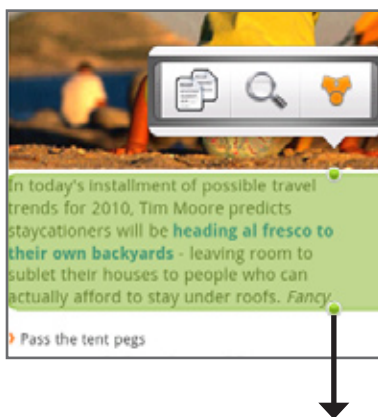 In today's installment of possible travel
trends for 2010, Tim Moore predicts
staycationers will be heading al fresco to
their own backyards - leaving room to
sublet their houses to people who can
actually afford to stay under roofs. Fancy
Pass the tent pegs